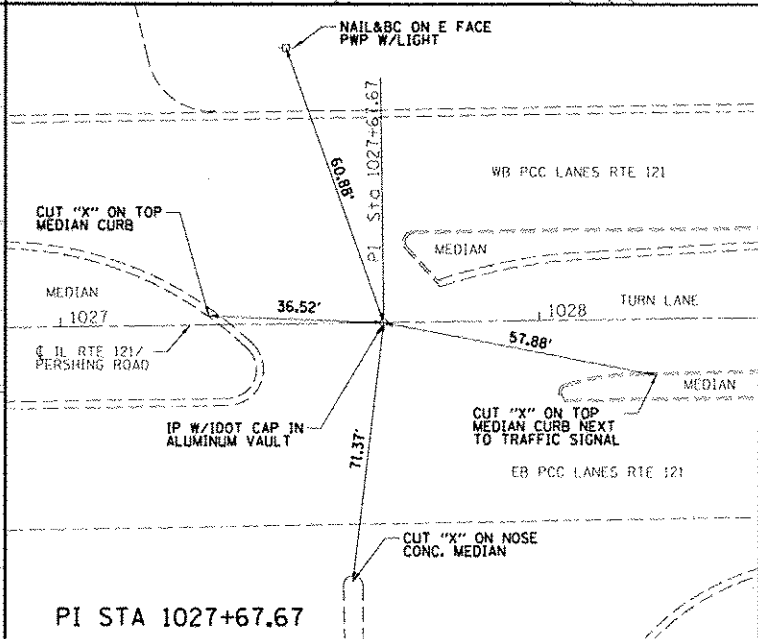 NAIL&BC ON E FACE
PWP W/LIGHT
PI Sta 1027+67.67
60.88'
WB PCC LANES RTE 121
CUT "X" ON TOP
MEDIAN CURB
MEDIAN
MEDIAN
36.52'
1027
1028
TURN LANE
℄ IL RTE 121/
PERSHING ROAD
57.88'
MEDIAN
IP W/IDOT CAP IN
ALUMINUM VAULT
CUT "X" ON TOP
MEDIAN CURB NEXT
TO TRAFFIC SIGNAL
71.37'
EB PCC LANES RTE 121
CUT "X" ON NOSE
CONC. MEDIAN
PI STA 1027+67.67